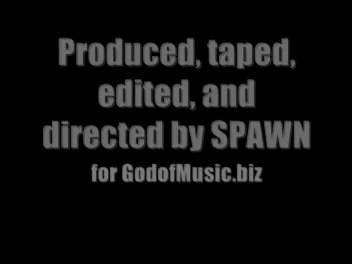 Produced, taped,
edited, and
directed by SPAWN
for GodofMusic.biz